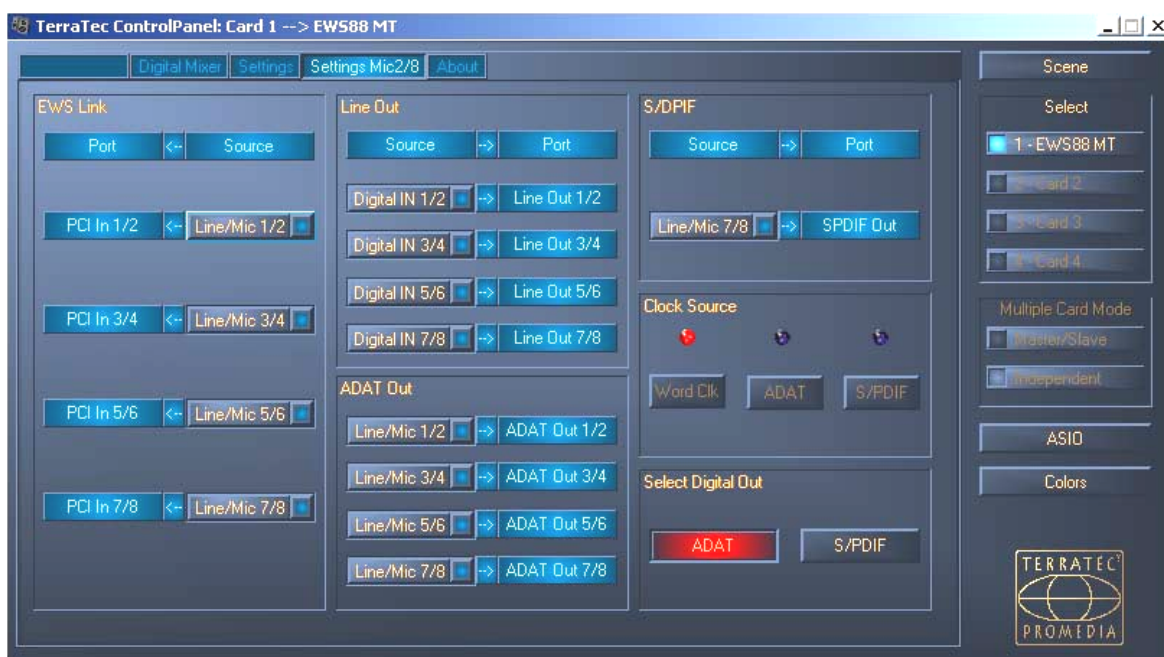 TerraTec ControlPanel: Card 1 --> EWS88 MT
Digital Mixer Settings Settings Mic2/8 About
EWS Link
Port <-- Source
PCI In 1/2 <-- Line/Mic 1/2
PCI In 3/4 <-- Line/Mic 3/4
PCI In 5/6 <-- Line/Mic 5/6
PCI In 7/8 <-- Line/Mic 7/8
Line Out
Source --> Port
Digital IN 1/2 --> Line Out 1/2
Digital IN 3/4 --> Line Out 3/4
Digital IN 5/6 --> Line Out 5/6
Digital IN 7/8 --> Line Out 7/8
ADAT Out
Line/Mic 1/2 --> ADAT Out 1/2
Line/Mic 3/4 --> ADAT Out 3/4
Line/Mic 5/6 --> ADAT Out 5/6
Line/Mic 7/8 --> ADAT Out 7/8
S/DPIF
Source --> Port
Line/Mic 7/8 --> SPDIF Out
Clock Source
Word Clk ADAT S/PDIF
Select Digital Out
ADAT S/PDIF
Scene
Select
1 - EWS88 MT
2 - Card 2
3 - Card 3
4 - Card 4
Multiple Card Mode
Master/Slave
Independent
ASIO
Colors
TERRATEC
PROMEDIA